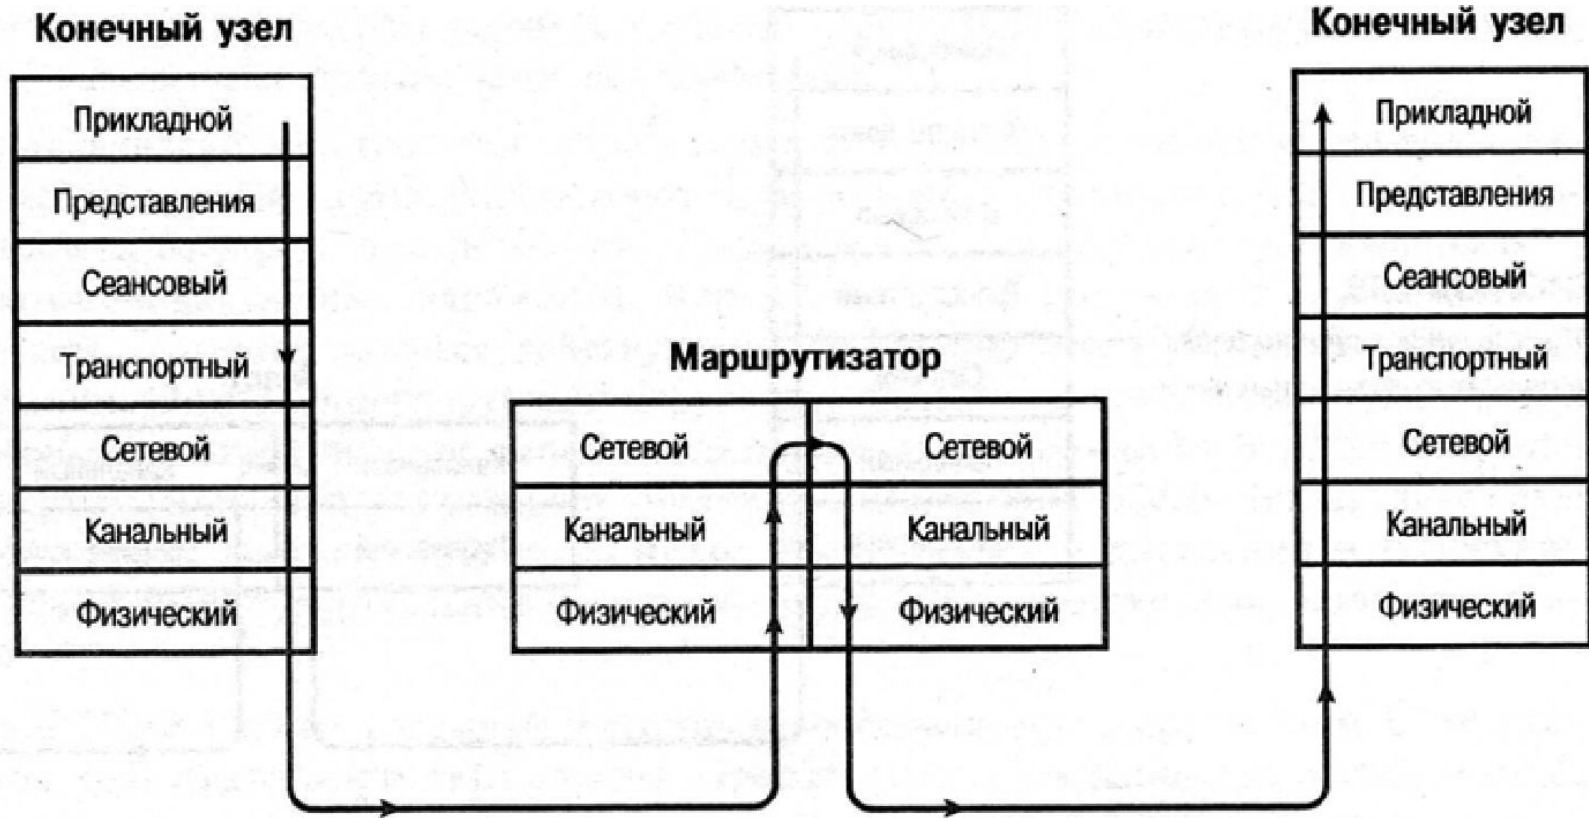 Конечный узел
Прикладной
Представления
Сеансовый
Транспортный
Сетевой
Канальный
Физический
Маршрутизатор
Сетевой Сетевой
Канальный Канальный
Физический Физический
Конечный узел
Прикладной
Представления
Сеансовый
Транспортный
Сетевой
Канальный
Физический